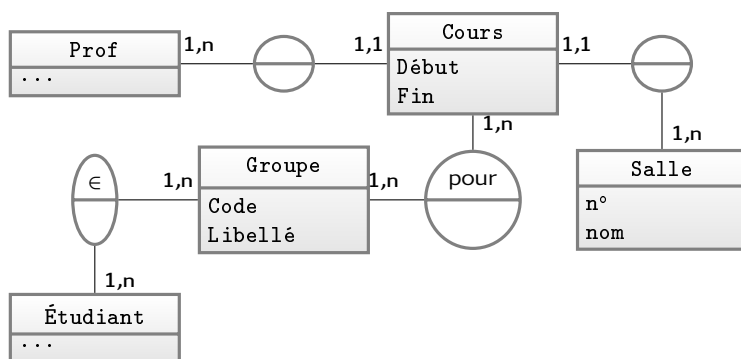 Prof
...
1,n
1,1
Cours
Début
Fin
1,1
1,n
1,n
Salle
n°
nom
pour
1,n
Groupe
Code
Libellé
1,n
∈
1,n
Étudiant
...